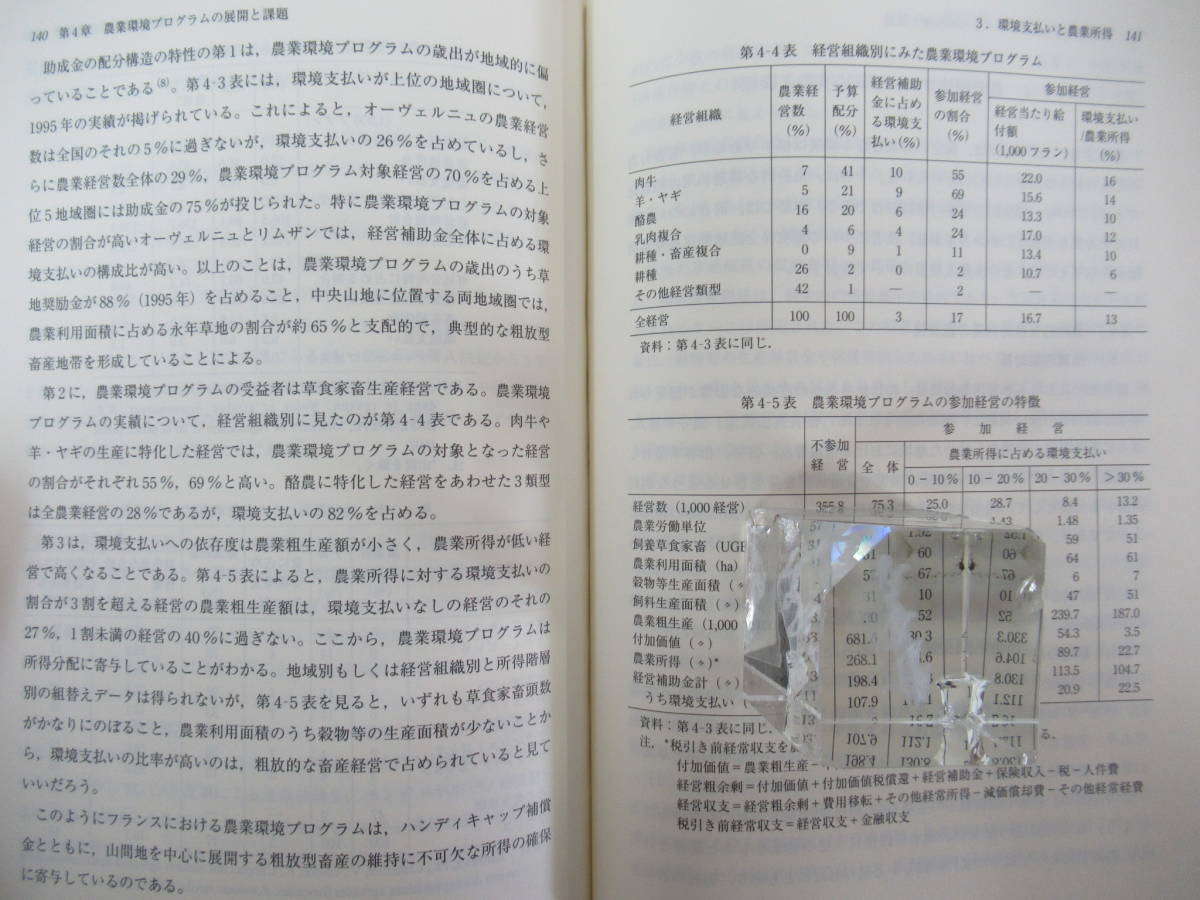 140 第4章 農業環境プログラムの展開と課題
助成金の配分構造の特性の第1は，農業環境プログラムの歳出が地域的に偏
っていることである(8)。第4-3表には，環境支払いが上位の地域圏について，
1995年の実績が掲げられている。これによると，オーヴェルニュの農業経営
数は全国のそれの5％に過ぎないが，環境支払いの26％を占めているし，さ
らに農業経営数全体の29％，農業環境プログラム対象経営の70％を占める上
位5地域圏には助成金の75％が投じられた。特に農業環境プログラムの対象
経営の割合が高いオーヴェルニュとリムザンでは，経営補助金全体に占める環
境支払いの構成比が高い。以上のことは，農業環境プログラムの歳出のうち草
地奨励金が88％（1995年）を占めること，中央山地に位置する両地域圏では，
農業利用面積に占める永年草地の割合が約65％と支配的で，典型的な粗放型
畜産地帯を形成していることによる。
第2に，農業環境プログラムの受益者は草食家畜生産経営である。農業環境
プログラムの実績について，経営組織別に見たのが第4-4表である。肉牛や
羊・ヤギの生産に特化した経営では，農業環境プログラムの対象となった経営
の割合がそれぞれ55％，69％と高い。酪農に特化した経営をあわせた3類型
は全農業経営の28％であるが，環境支払いの82％を占める。
第3は，環境支払いへの依存度は農業粗生産額が小さく，農業所得が低い経
営で高くなることである。第4-5表によると，農業所得に対する環境支払いの
割合が3割を超える経営の農業粗生産額は，環境支払いなしの経営のそれの
27％，1割未満の経営の40％に過ぎない。ここから，農業環境プログラムは
所得分配に寄与していることがわかる。地域別もしくは経営組織別と所得階層
別の組替えデータは得られないが，第4-5表を見ると，いずれも草食家畜頭数
がかなりにのぼること，農業利用面積のうち穀物等の生産面積が少ないことか
ら，環境支払いの比率が高いのは，粗放的な畜産経営で占められていると見て
いいだろう。
このようにフランスにおける農業環境プログラムは，ハンディキャップ補償
金とともに，山間地を中心に展開する粗放型畜産の維持に不可欠な所得の確保
に寄与しているのである。
3．環境支払いと農業所得 141
第4-4表 経営組織別にみた農業環境プログラム
経営組織 農業経営数（％） 予算配分（％） 経営補助金に占める環境支払い（％） 参加経営の割合（％） 参加経営
経営当たり給付額（1,000フラン） 環境支払い/農業所得（％）
肉牛 7 41 10 55 22.0 16
羊・ヤギ 5 21 9 69 15.6 14
酪農 16 20 6 24 13.3 10
乳肉複合 4 6 4 24 17.0 12
耕種・畜産複合 0 9 1 11 13.4 10
耕種 26 2 0 2 10.7 6
その他経営類型 42 1 — 2 — —
全経営 100 100 3 17 16.7 13
資料：第4-3表に同じ．
第4-5表 農業環境プログラムの参加経営の特徴
不参加経営 参加経営
全体 農業所得に占める環境支払い
0－10％ 10－20％ 20－30％ ＞30％
経営数（1,000経営） 355.8 75.3 25.0 28.7 8.4 13.2
農業労働単位 1.48 1.35
飼養草食家畜（UGB 59 51
農業利用面積（ha） 64 61
穀物等生産面積（〃） 6 7
飼料生産面積（〃） 47 51
農業粗生産（1,000 239.7 187.0
付加価値（〃） 54.3 3.5
農業所得（〃）* 89.7 22.7
経営補助金計（〃） 113.5 104.7
うち環境支払い（ 20.9 22.5
資料：第4-3表に同じ．
注．*税引き前経常収支を
付加価値＝農業粗生産－
経営粗余剰＝付加価値＋付加価値税償還＋経営補助金＋保険収入－税－人件費
経営収支＝経営粗余剰＋費用移転＋その他経常所得－減価償却費－その他経常経費
税引き前経常収支＝経営収支＋金融収支